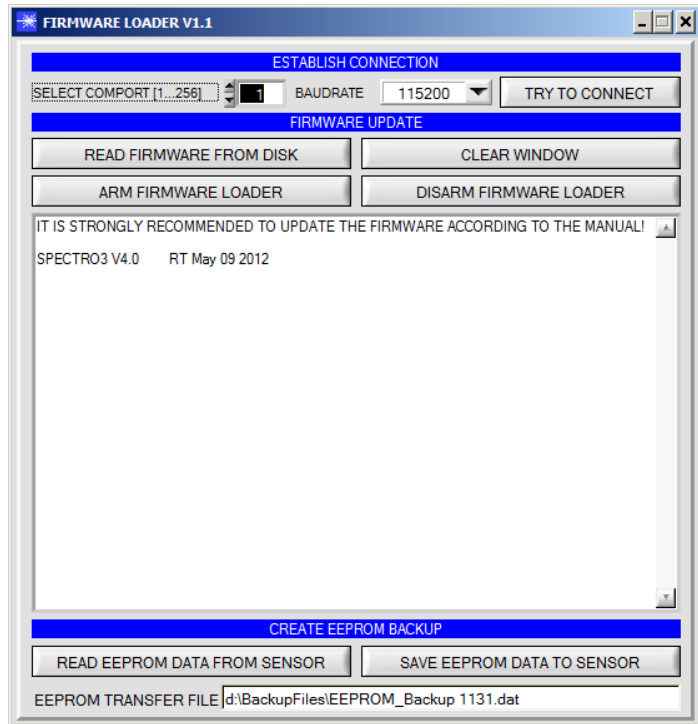 FIRMWARE LOADER V1.1
ESTABLISH CONNECTION
SELECT COMPORT [1...256] 1 BAUDRATE 115200 TRY TO CONNECT
FIRMWARE UPDATE
READ FIRMWARE FROM DISK CLEAR WINDOW
ARM FIRMWARE LOADER DISARM FIRMWARE LOADER
IT IS STRONGLY RECOMMENDED TO UPDATE THE FIRMWARE ACCORDING TO THE MANUAL!
SPECTRO3 V4.0 RT May 09 2012
CREATE EEPROM BACKUP
READ EEPROM DATA FROM SENSOR SAVE EEPROM DATA TO SENSOR
EEPROM TRANSFER FILE d:\BackupFiles\EEPROM_Backup 1131.dat